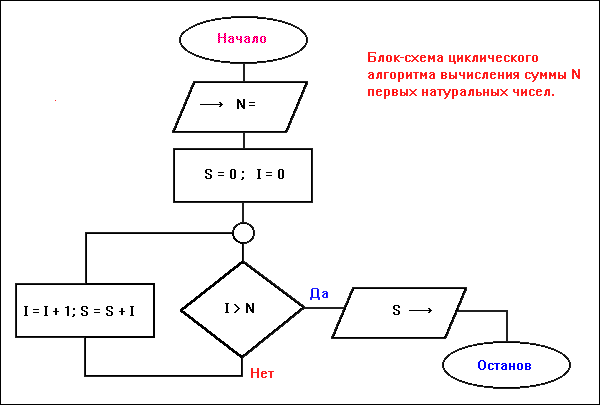 Начало
Блок-схема циклического
алгоритма вычисления суммы N
первых натуральных чисел.
⟶ N =
S = 0 ; I = 0
I = I + 1; S = S + I
I > N
Да
S ⟶
Нет
Останов